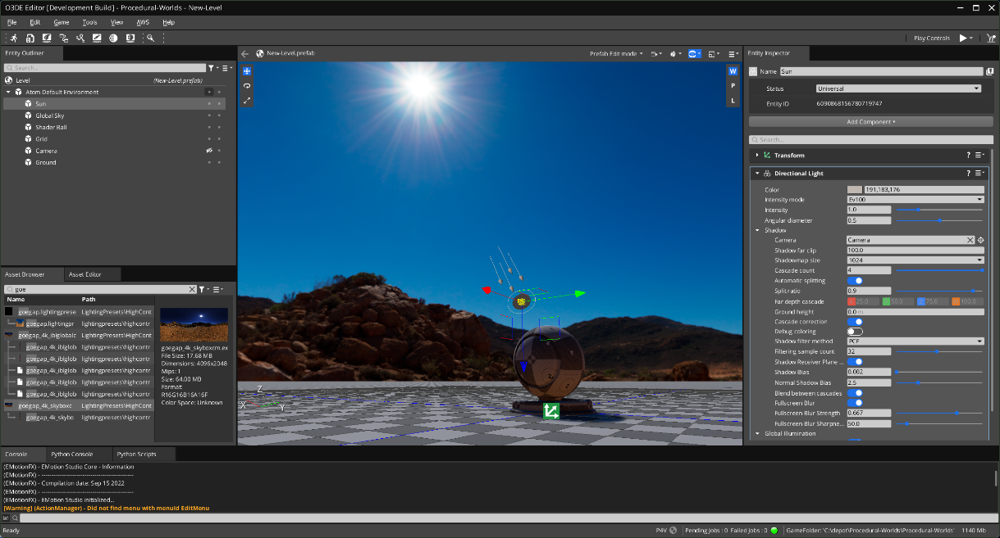 O3DE Editor [Development Build] - Procedural-Worlds - New-Level
File Edit Game Tools View AWS Help
Play Controls
Entity Outliner
Search...
Level (New-Level.prefab)
Atom Default Environment
Sun
Global Sky
Shader Ball
Grid
Camera
Ground
New-Level.prefab
Prefab Edit mode
W
P
L
Z
X
Y
Entity Inspector
Name Sun
Status Universal
Entity ID 6090868156780719747
Add Component
Search...
Transform ?
Directional Light ?
Color 191,183,176
Intensity mode Ev100
Intensity 1.0
Angular diameter 0.5
Shadow
Camera Camera
Shadow far clip 100.0
Shadowmap size 1024
Cascade count 4
Automatic splitting
Split ratio 0.9
Far depth cascade 25.0 50.0 75.0 100.0
Ground height 0.0 m
Cascade correction
Debug coloring
Shadow filter method PCF
Filtering sample count 32
Shadow Receiver Plane ...
Shadow Bias 0.002
Normal Shadow Bias 2.5
Blend between cascades
Fullscreen Blur
Fullscreen Blur Strength 0.667
Fullscreen Blur Sharpne... 50.0
Global Illumination
Asset Browser Asset Editor
goe
Name Path
goegap.lightingprese LightingPresets\HighCont
goegap.lightingpr lightingpresets\highcontr
goegap_4k_iblglobalc LightingPresets\HighCont
goegap_4k_iblglob lightingpresets\highcontr
goegap_4k_iblglob lightingpresets\highcontr
goegap_4k_iblglob lightingpresets\highcontr
goegap_4k_iblglob lightingpresets\highcontr
goegap_4k_iblglob lightingpresets\highcontr
goegap_4k_skyboxc LightingPresets\HighCont
goegap_4k_skybo lightingpresets\highcontr
goegap_4k_skyboxcm.ex
File Size: 17.68 MB
Dimensions: 4096x2048
Mips: 1
Size: 64.00 MB
Format:
R16G16B16A16F
Color Space: Unknown
Console Python Console Python Scripts
(EMotionFX) - EMotion Studio Core - Information
(EMotionFX) - -----------------------------------------------
(EMotionFX) - Compilation date: Sep 15 2022
(EMotionFX) - -----------------------------------------------
(EMotionFX) - EMotion Studio initialized...
[Warning] (ActionManager) - Did not find menu with menuId EditMenu
Ready
P4V Pending Jobs : 0 Failed Jobs : 0 GameFolder: 'C:\depot\Procedural-Worlds\Procedural-Worlds' 1140 Mb